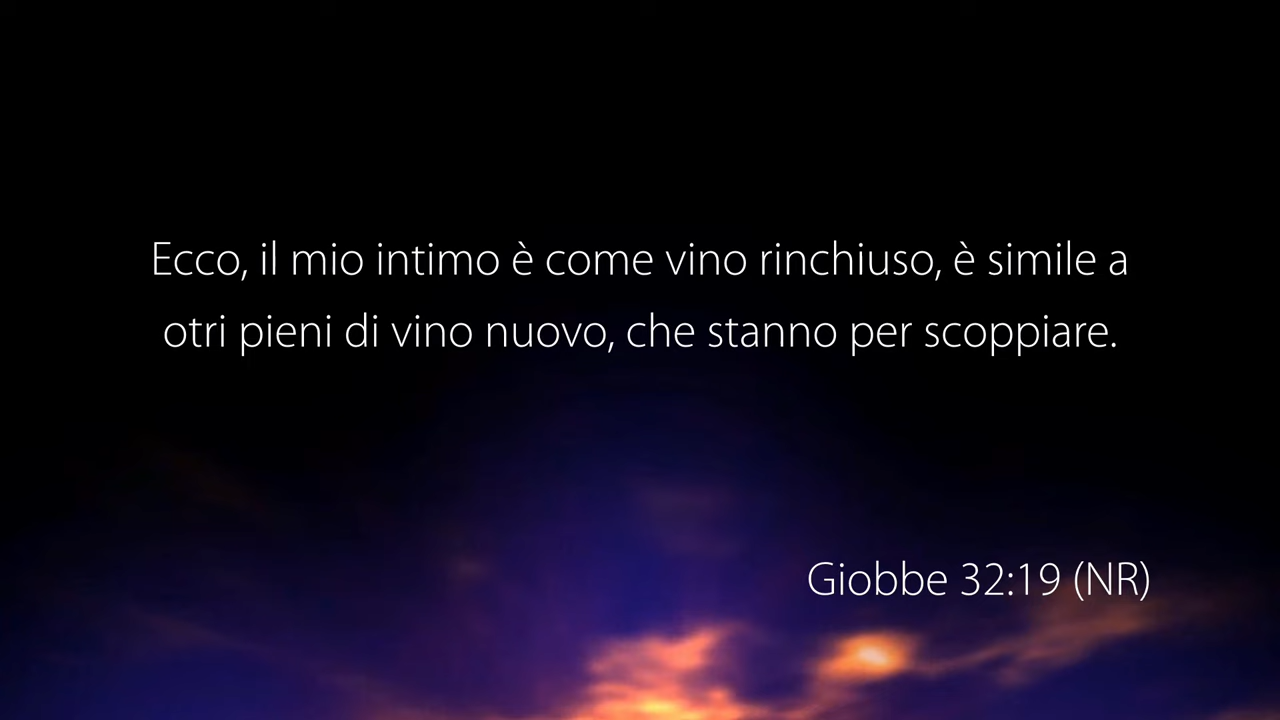 Ecco, il mio intimo è come vino rinchiuso, è simile a
otri pieni di vino nuovo, che stanno per scoppiare.
Giobbe 32:19 (NR)